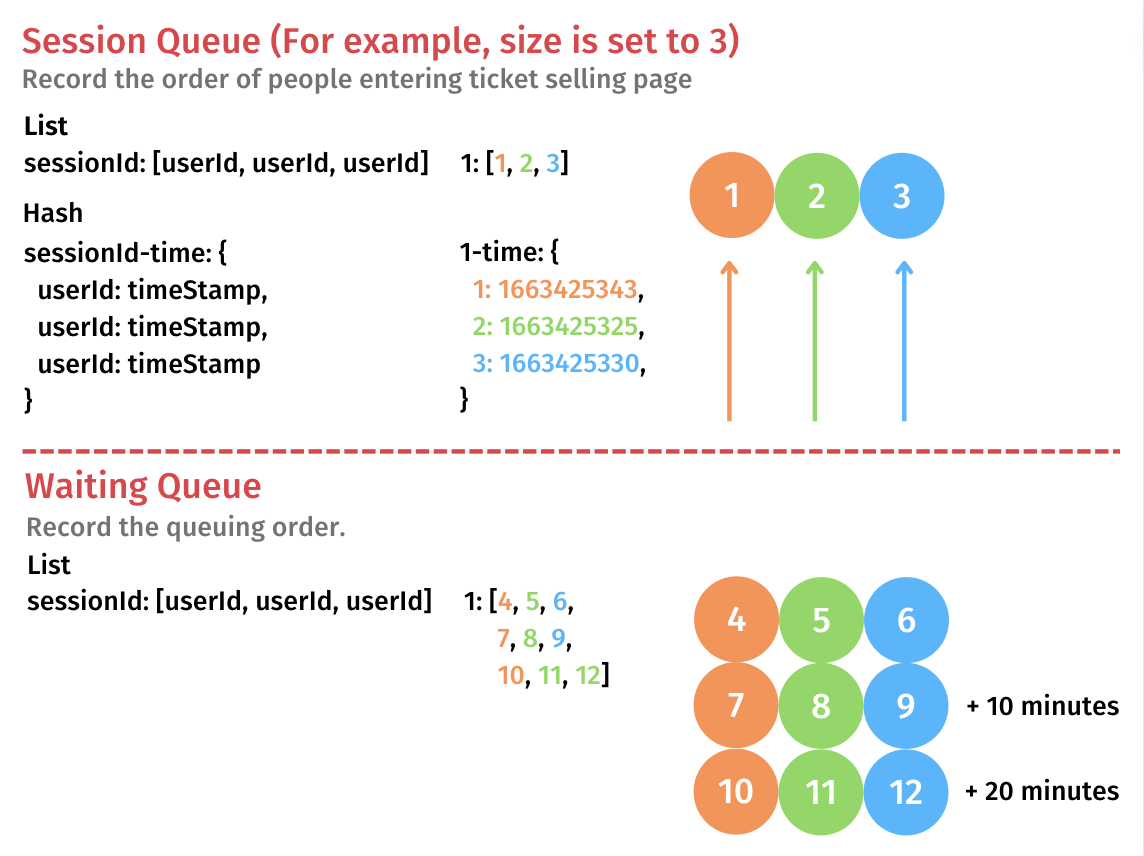 Session Queue (For example, size is set to 3)
Record the order of people entering ticket selling page
List
sessionId: [userId, userId, userId] 1: [1, 2, 3]
1 2 3
Hash
sessionId-time: { 1-time: {
userId: timeStamp, 1: 1663425343,
userId: timeStamp, 2: 1663425325,
userId: timeStamp 3: 1663425330,
} }
Waiting Queue
Record the queuing order.
List
sessionId: [userId, userId, userId] 1: [4, 5, 6,
7, 8, 9,
10, 11, 12]
4 5 6
7 8 9 + 10 minutes
10 11 12 + 20 minutes